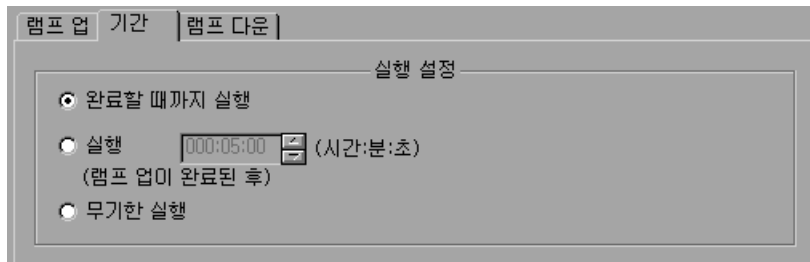 램프 업 기간 램프 다운
실행 설정
완료할 때까지 실행
실행 000:05:00 (시간:분:초)
(램프 업이 완료된 후)
무기한 실행